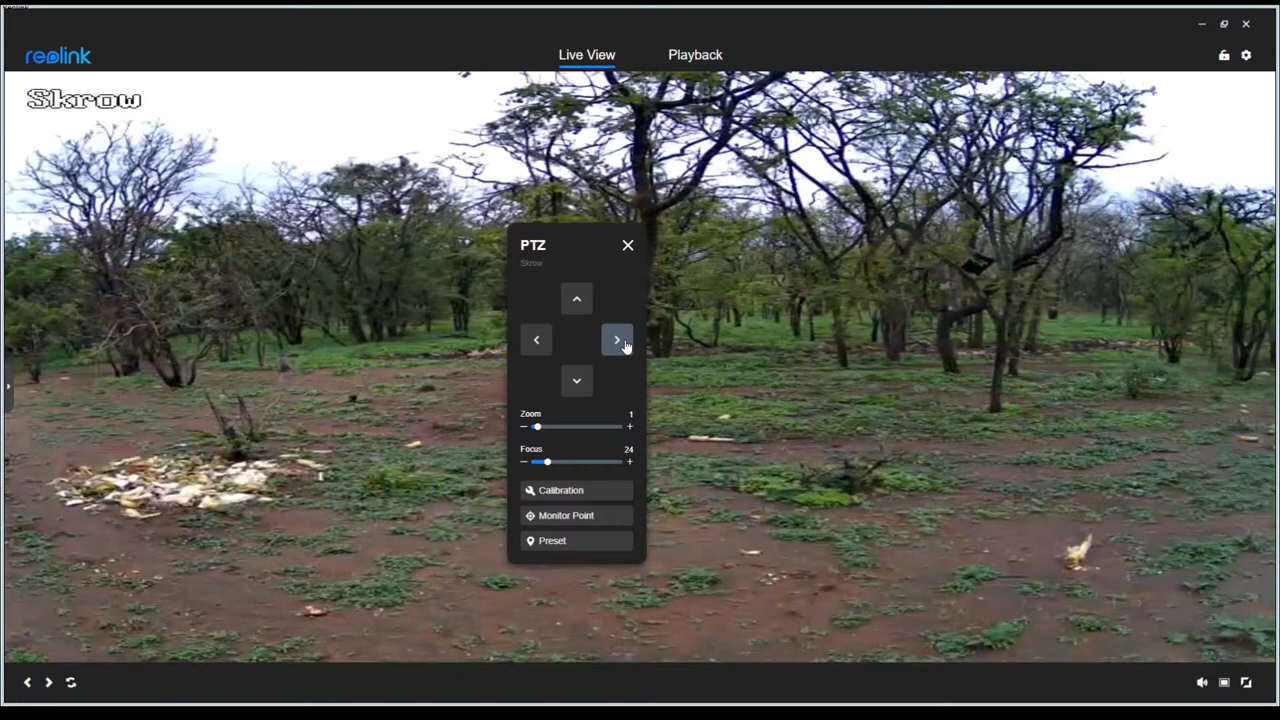 reolink
Live View
Playback
Skrow
PTZ
Skrow
Zoom 1
Focus 24
Calibration
Monitor Point
Preset